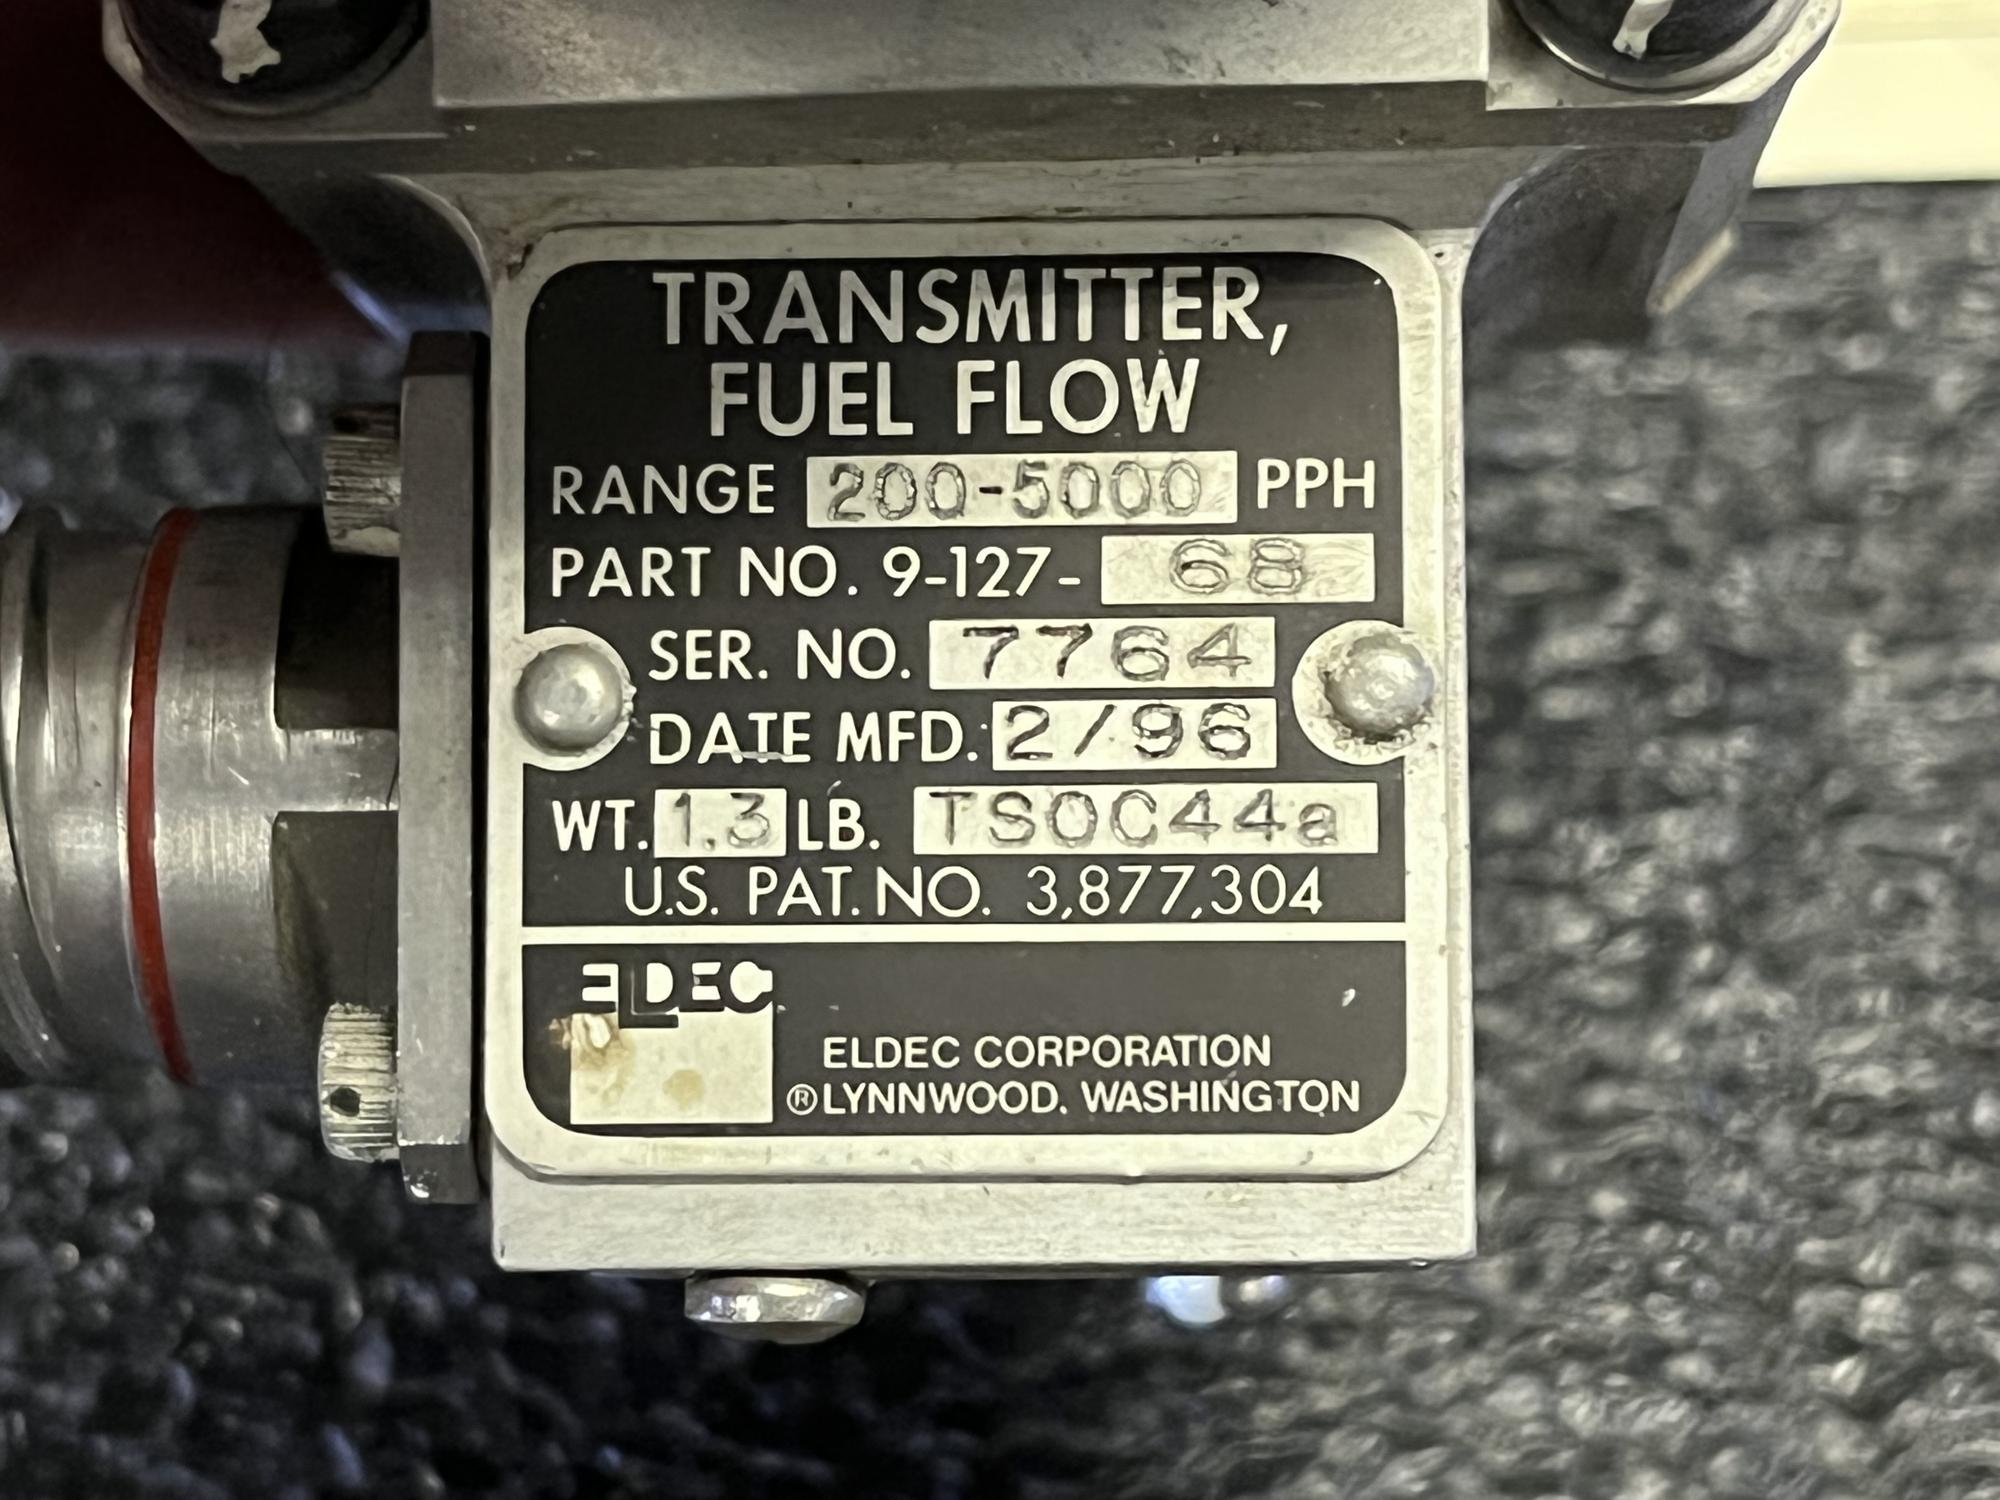 TRANSMITTER,
FUEL FLOW
RANGE 200-5000 PPH
PART NO. 9-127- 68
SER. NO. 7764
DATE MFD. 2/96
WT. 1.3 LB. TSOC44a
U.S. PAT. NO. 3,877,304
ELDEC
ELDEC CORPORATION
®LYNNWOOD, WASHINGTON